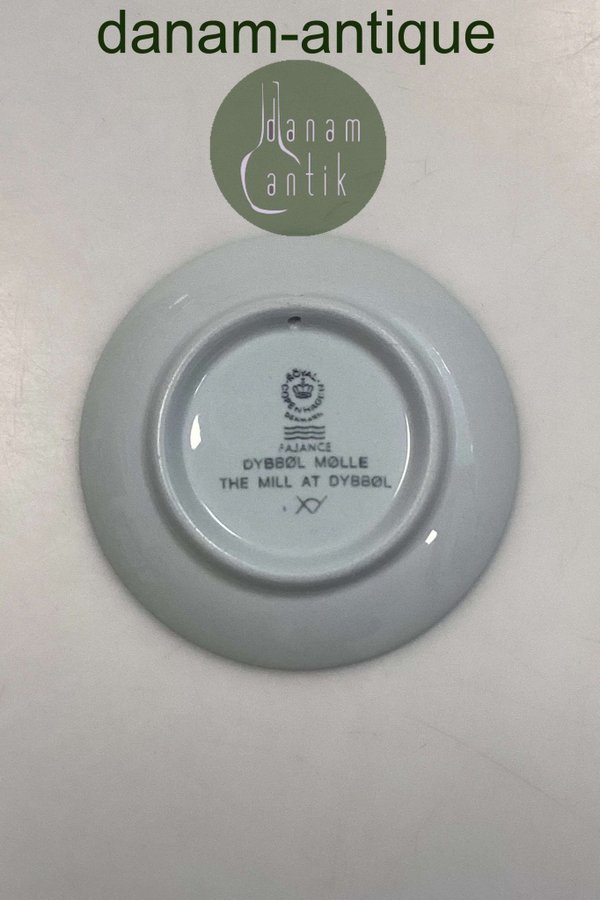 danam-antique
danam
antik
ROYAL
COPENHAGEN
DENMARK
FAJANCE
DYBBØL MØLLE
THE MILL AT DYBBØL